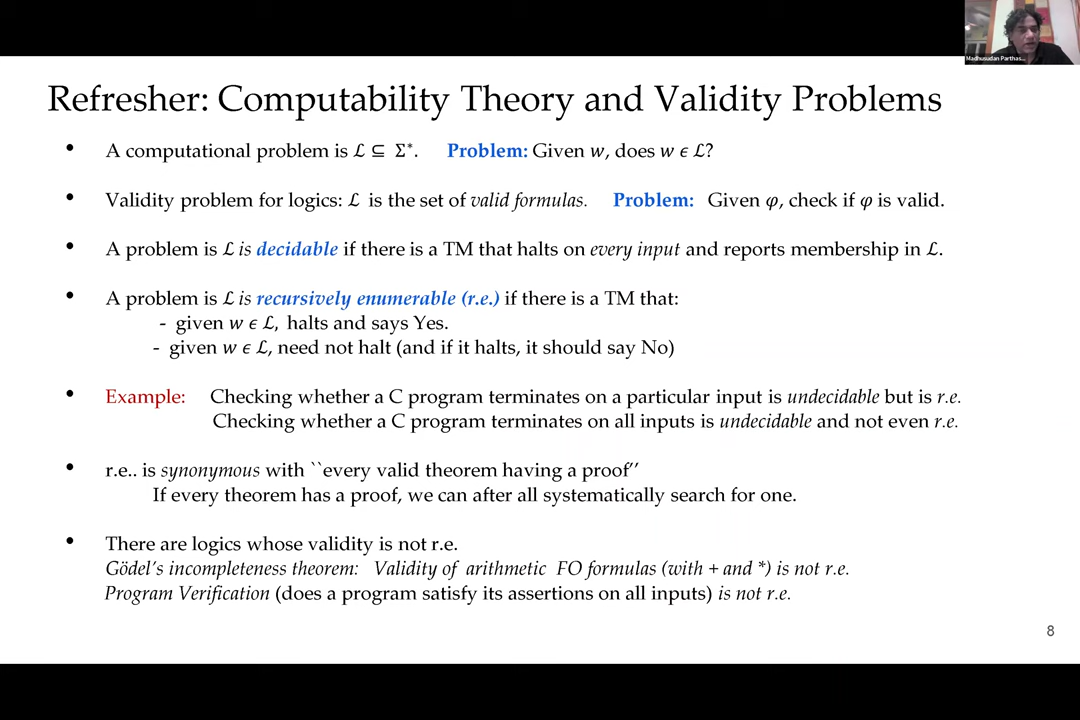 Madhusudan Parthas...
Refresher: Computability Theory and Validity Problems
• A computational problem is ℒ ⊆ Σ*. Problem: Given w, does w ϵ ℒ?
• Validity problem for logics: ℒ is the set of valid formulas. Problem: Given φ, check if φ is valid.
• A problem is ℒ is decidable if there is a TM that halts on every input and reports membership in ℒ.
• A problem is ℒ is recursively enumerable (r.e.) if there is a TM that:
- given w ϵ ℒ, halts and says Yes.
- given w ϵ ℒ, need not halt (and if it halts, it should say No)
• Example: Checking whether a C program terminates on a particular input is undecidable but is r.e.
Checking whether a C program terminates on all inputs is undecidable and not even r.e.
• r.e.. is synonymous with ``every valid theorem having a proof’’
If every theorem has a proof, we can after all systematically search for one.
• There are logics whose validity is not r.e.
Gödel’s incompleteness theorem: Validity of arithmetic FO formulas (with + and *) is not r.e.
Program Verification (does a program satisfy its assertions on all inputs) is not r.e.
8